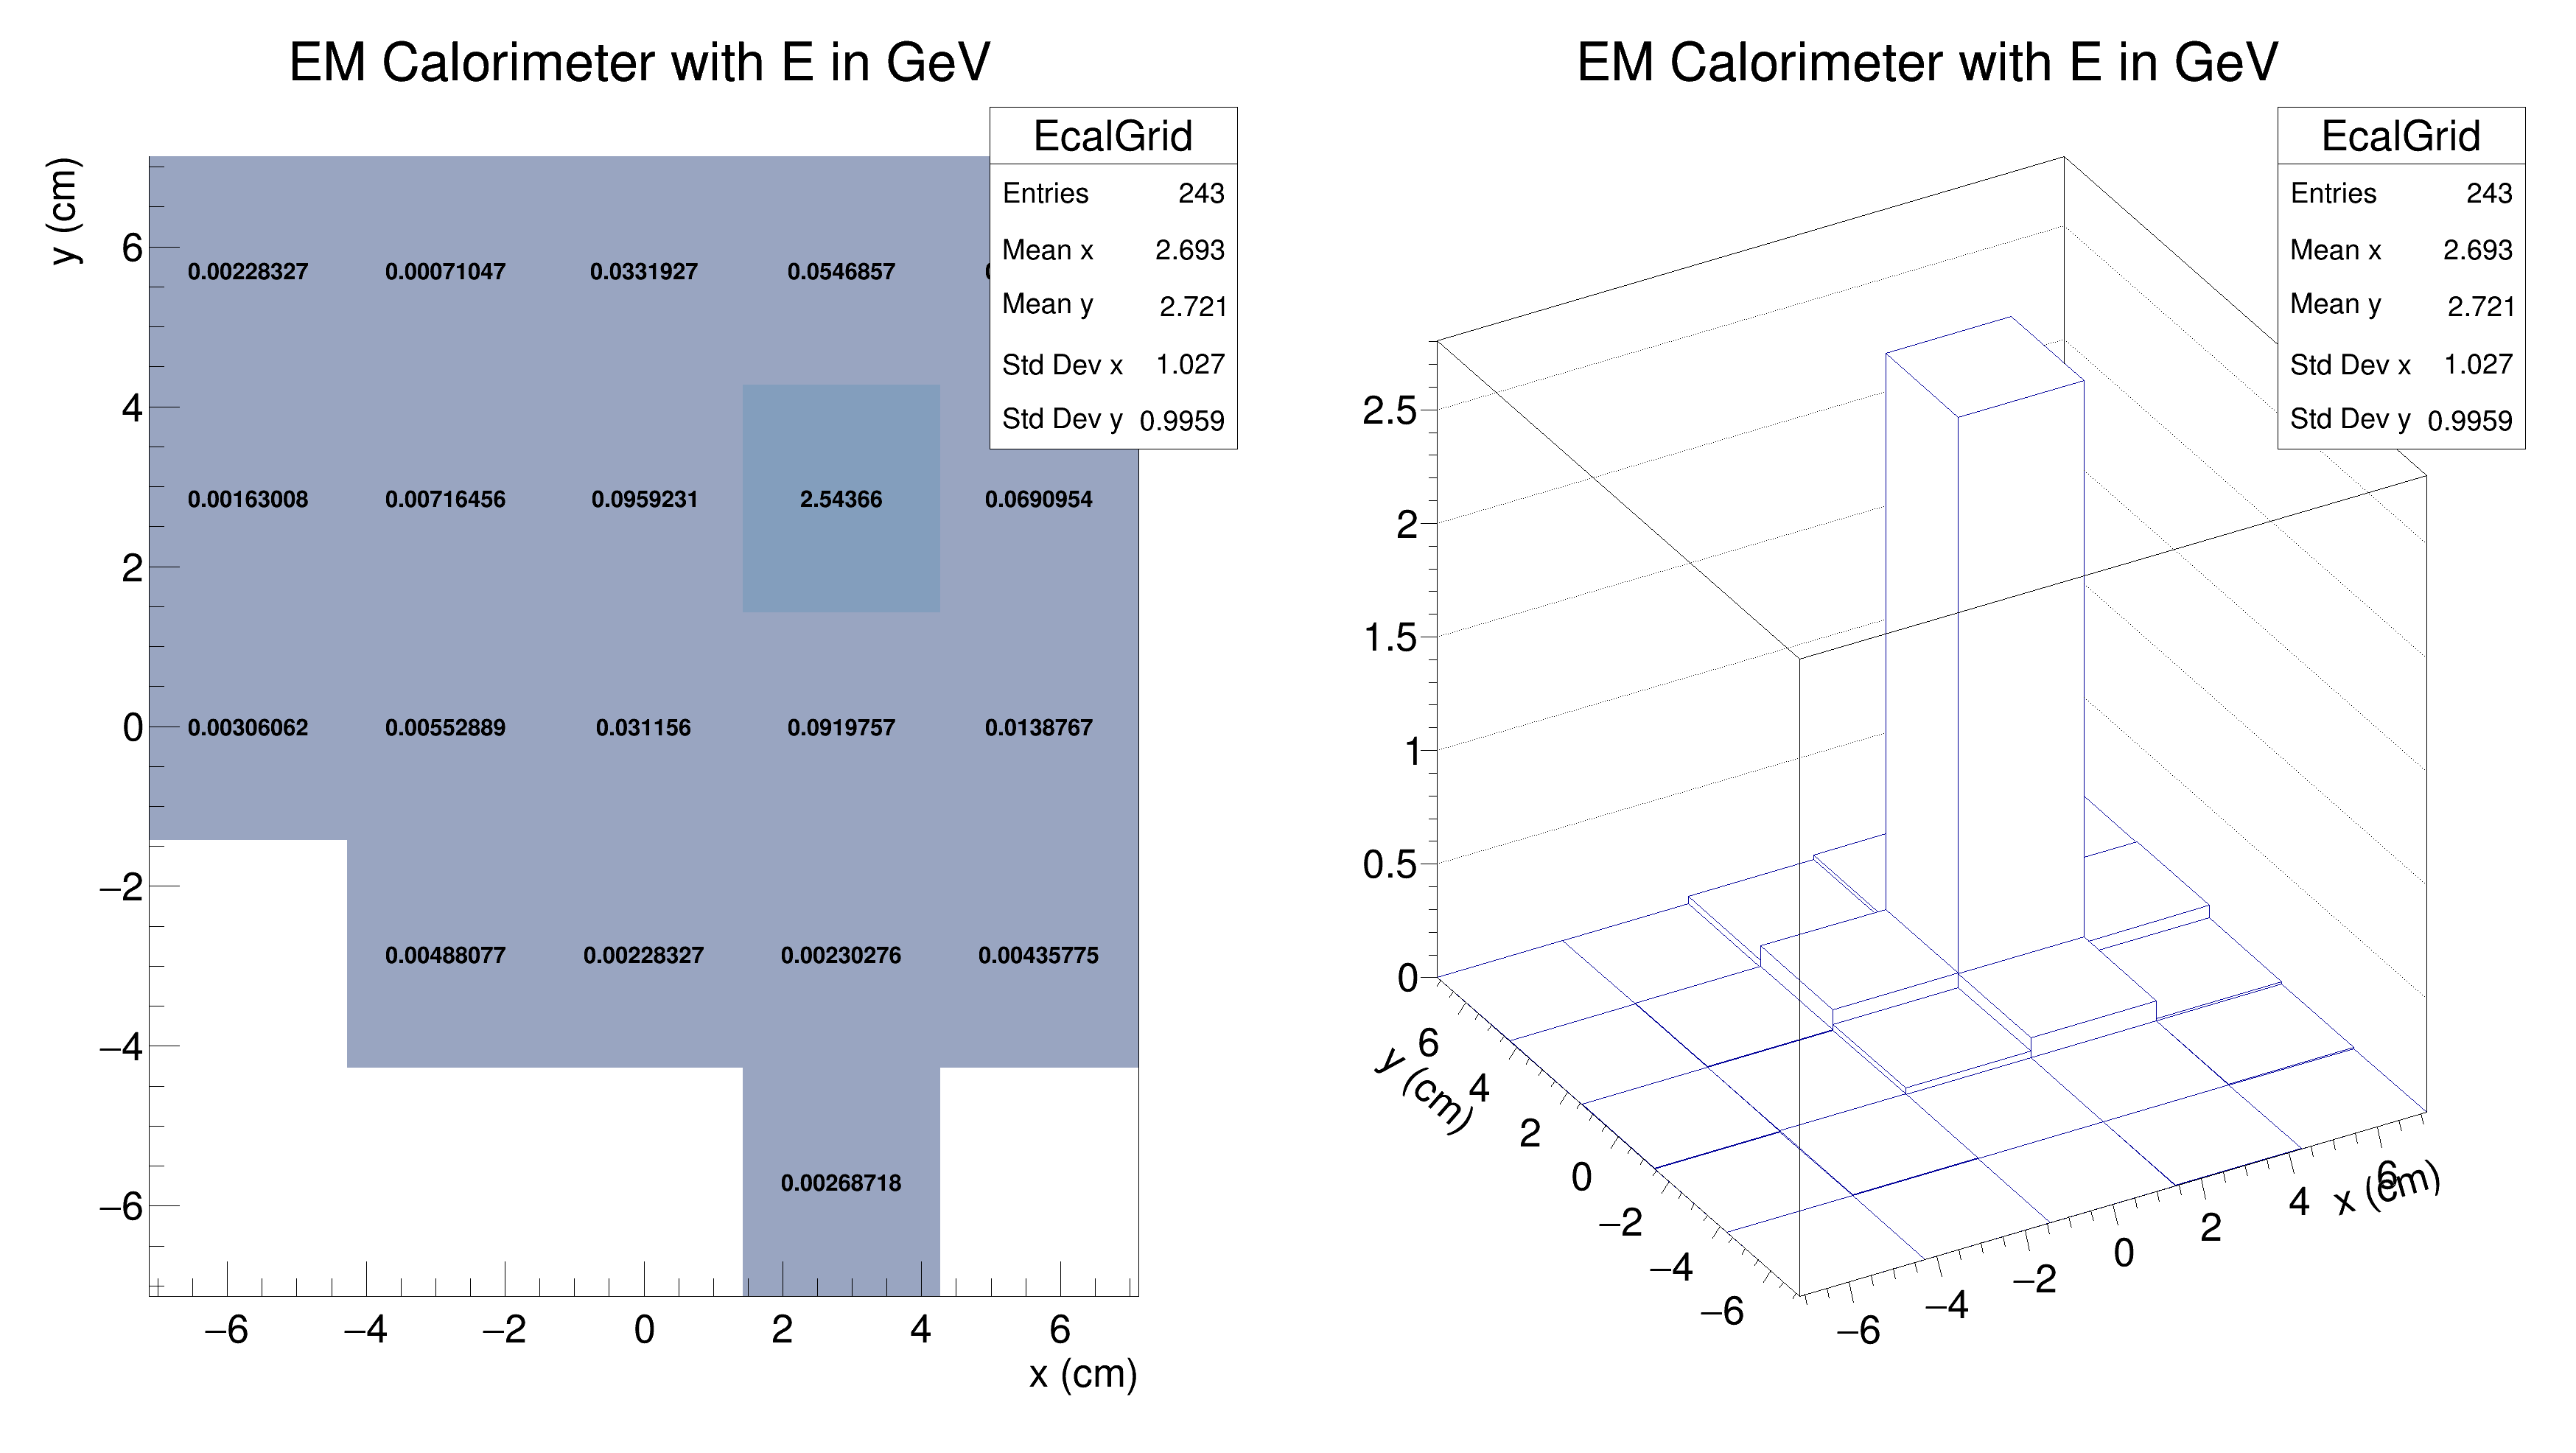 EM Calorimeter with E in GeV
EcalGrid
Entries 243
Mean x 2.693
Mean y 2.721
Std Dev x 1.027
Std Dev y 0.9959
y (cm)
6
4
2
0
−2
−4
−6
0.00228327 0.00071047 0.0331927 0.0546857
0.00163008 0.00716456 0.0959231 2.54366 0.0690954
0.00306062 0.00552889 0.031156 0.0919757 0.0138767
0.00488077 0.00228327 0.00230276 0.00435775
0.00268718
−6 −4 −2 0 2 4 6
x (cm)
EM Calorimeter with E in GeV
EcalGrid
Entries 243
Mean x 2.693
Mean y 2.721
Std Dev x 1.027
Std Dev y 0.9959
2.5
2
1.5
1
0.5
0
6
4
2
0
−2
−4
−6
y (cm)
−6
−4
−2
0
2
4
6
x (cm)